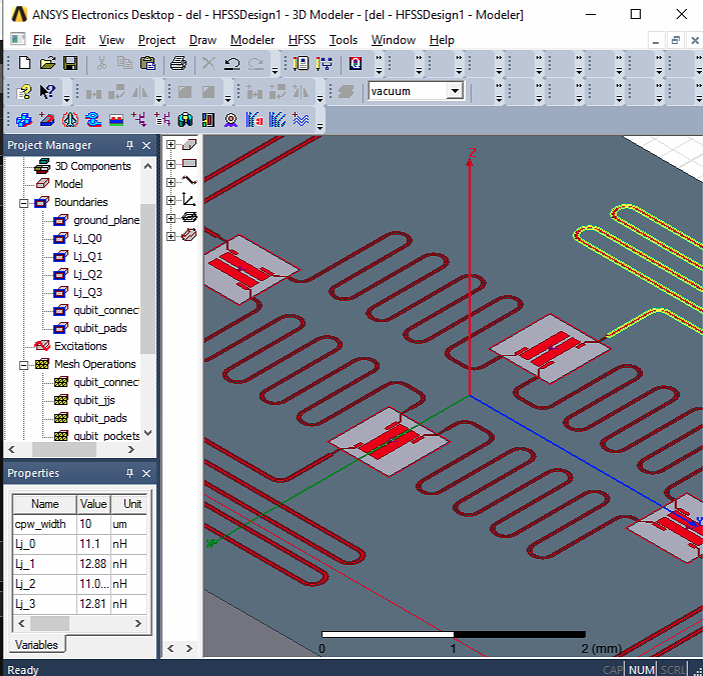 ANSYS Electronics Desktop - del - HFSSDesign1 - 3D Modeler - [del - HFSSDesign1 - Modeler]
File Edit View Project Draw Modeler HFSS Tools Window Help
vacuum
Project Manager
3D Components
Model
Boundaries
ground_plane
Lj_Q0
Lj_Q1
Lj_Q2
Lj_Q3
qubit_connec
qubit_pads
Excitations
Mesh Operations
qubit_connec
qubit_jjs
qubit_pads
qubit_pockets
Properties
Name Value Unit
cpw_width 10 um
Lj_0 11.1 nH
Lj_1 12.88 nH
Lj_2 11.0... nH
Lj_3 12.81 nH
Variables
Z
0 1 2 (mm)
Ready
CAP NUM SCRL